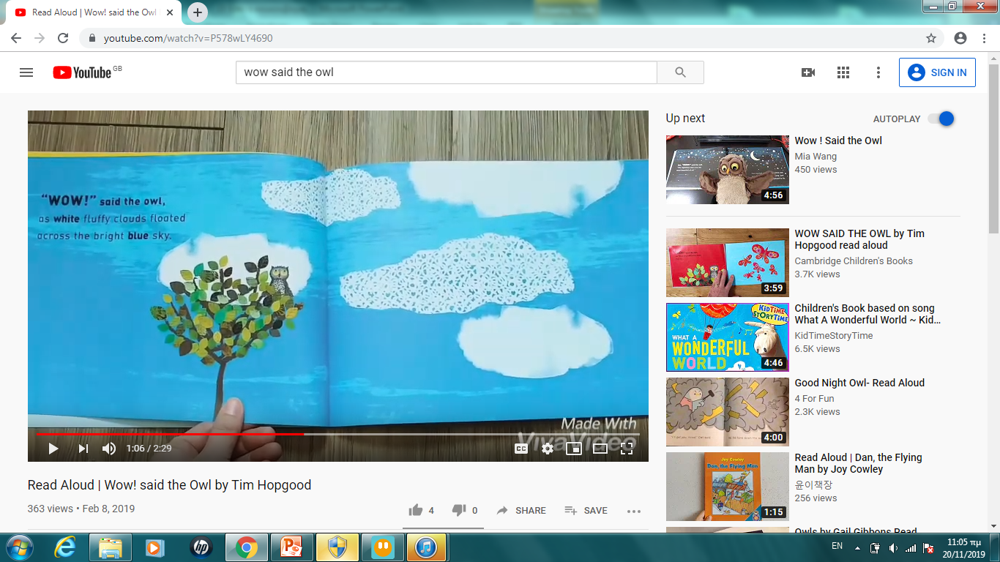 Read Aloud | Wow! said the Owl
youtube.com/watch?v=P578wLY4690
YouTube GB
wow said the owl
SIGN IN
"WOW!" said the owl,
as white fluffy clouds floated
across the bright blue sky.
Made With
VivaVideo
1:06 / 2:29
CC
Read Aloud | Wow! said the Owl by Tim Hopgood
363 views • Feb 8, 2019
4
0
SHARE
SAVE
Up next
AUTOPLAY
Wow ! Said the Owl
Mia Wang
450 views
4:56
WOW SAID THE OWL by Tim
Hopgood read aloud
Cambridge Children's Books
3.7K views
3:59
KiDTiME
STORYTiME
WHAT A
WONDERFUL
WORLD
4:46
Children's Book based on song
What A Wonderful World ~ Kid…
KidTimeStoryTime
6.5K views
Good Night Owl- Read Aloud
4 For Fun
2.3K views
4:00
Joy Cowley
Dan, the Flying Man
1:15
Read Aloud | Dan, the Flying
Man by Joy Cowley
윤이책장
256 views
Owls by Gail Gibbons Read
hp
EN
11:05 πμ
20/11/2019